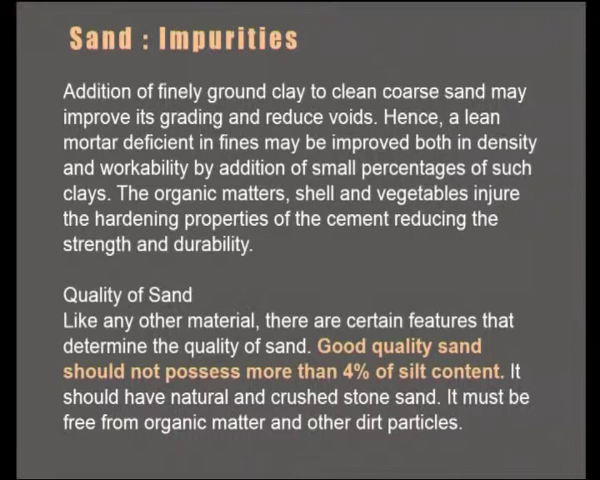 Sand : Impurities
Addition of finely ground clay to clean coarse sand may
improve its grading and reduce voids. Hence, a lean
mortar deficient in fines may be improved both in density
and workability by addition of small percentages of such
clays. The organic matters, shell and vegetables injure
the hardening properties of the cement reducing the
strength and durability.
Quality of Sand
Like any other material, there are certain features that
determine the quality of sand. Good quality sand
should not possess more than 4% of silt content. It
should have natural and crushed stone sand. It must be
free from organic matter and other dirt particles.